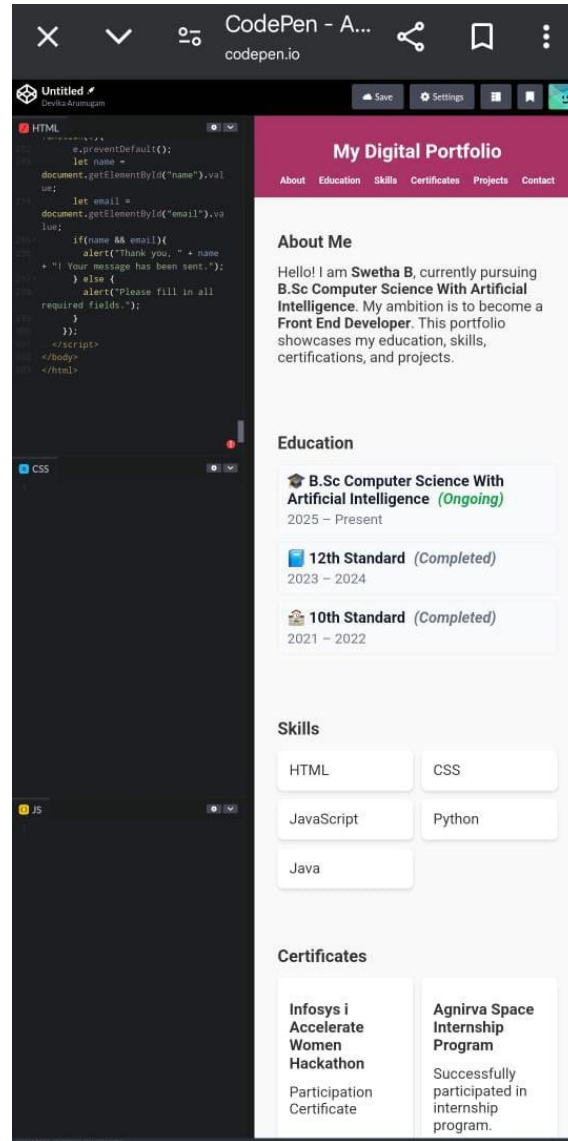 CodePen - A...
codepen.io
Untitled
Devika Arumugam
Save
Settings
HTML
e.preventDefault();
let name =
document.getElementById("name").val
ue;
let email =
document.getElementById("email").va
lue;
if(name && email){
alert("Thank you, " + name
+ "! Your message has been sent.");
} else {
alert("Please fill in all
required fields.");
}
});
</script>
</body>
</html>
CSS
JS
My Digital Portfolio
About Education Skills Certificates Projects Contact
About Me
Hello! I am Swetha B, currently pursuing
B.Sc Computer Science With Artificial
Intelligence. My ambition is to become a
Front End Developer. This portfolio
showcases my education, skills,
certifications, and projects.
Education
B.Sc Computer Science With
Artificial Intelligence (Ongoing)
2025 – Present
12th Standard (Completed)
2023 – 2024
10th Standard (Completed)
2021 – 2022
Skills
HTML
CSS
JavaScript
Python
Java
Certificates
Infosys i
Accelerate
Women
Hackathon
Participation
Certificate
Agnirva Space
Internship
Program
Successfully
participated in
internship
program.